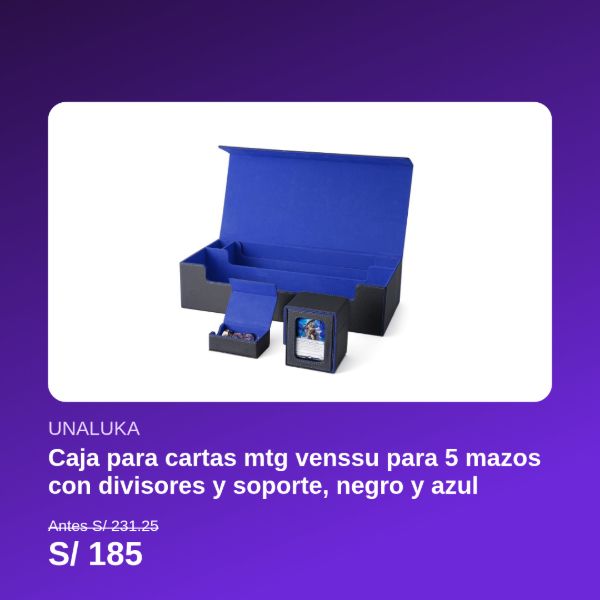 UNALUKA
Caja para cartas mtg venssu para 5 mazos
con divisores y soporte, negro y azul
Antes S/ 231.25
S/ 185